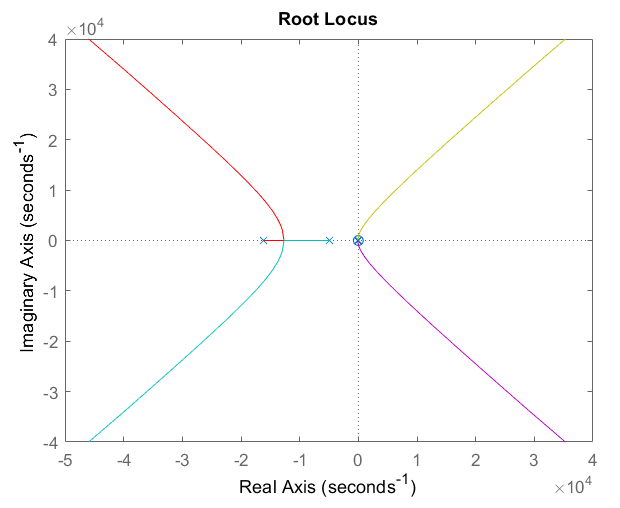 Root Locus
×10⁴
4
3
2
1
0
-1
-2
-3
-4
Imaginary Axis (seconds⁻¹)
-5 -4 -3 -2 -1 0 1 2 3 4
×10⁴
Real Axis (seconds⁻¹)